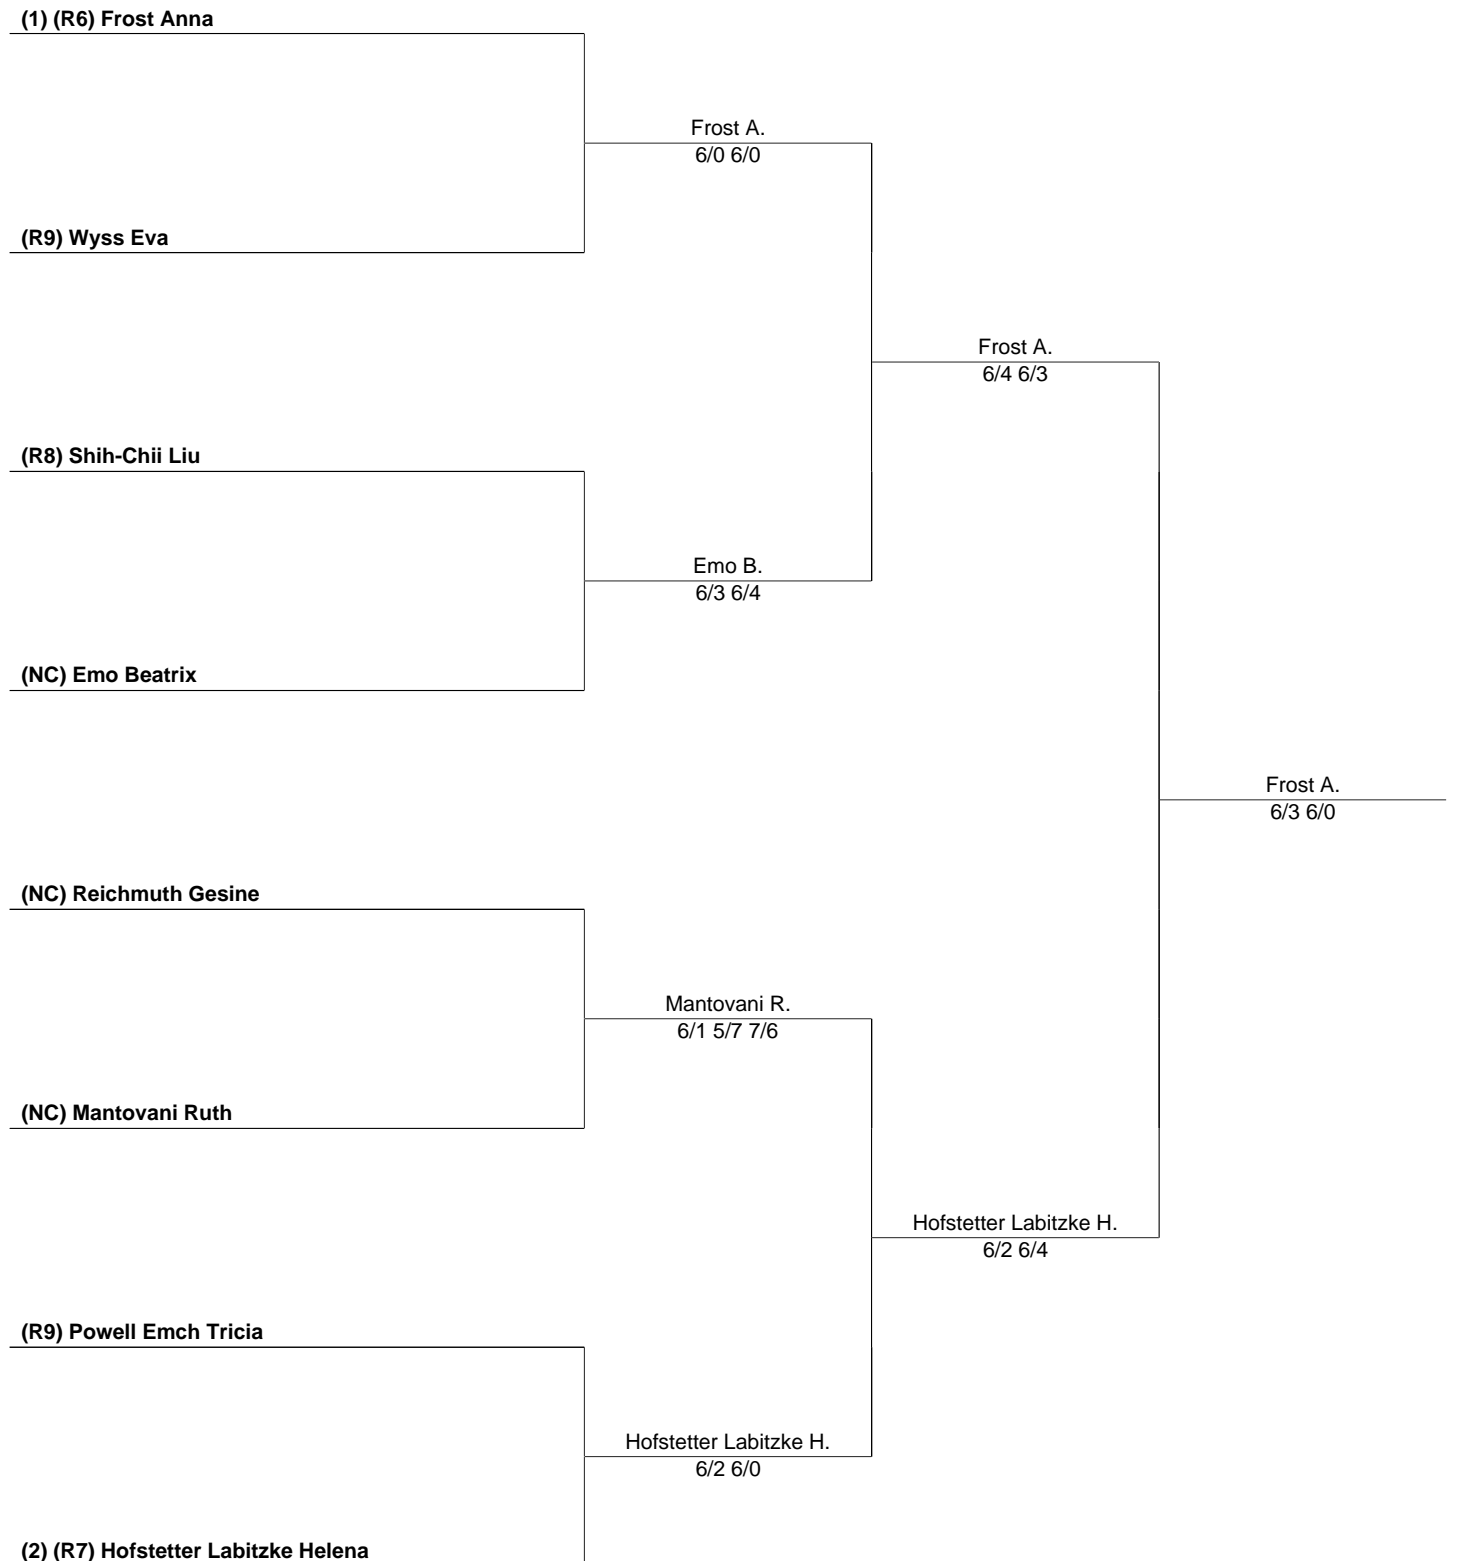 (1) (R6) Frost Anna
Frost A.
6/0 6/0
(R9) Wyss Eva
Frost A.
6/4 6/3
(R8) Shih-Chii Liu
Emo B.
6/3 6/4
(NC) Emo Beatrix
Frost A.
6/3 6/0
(NC) Reichmuth Gesine
Mantovani R.
6/1 5/7 7/6
(NC) Mantovani Ruth
Hofstetter Labitzke H.
6/2 6/4
(R9) Powell Emch Tricia
Hofstetter Labitzke H.
6/2 6/0
(2) (R7) Hofstetter Labitzke Helena